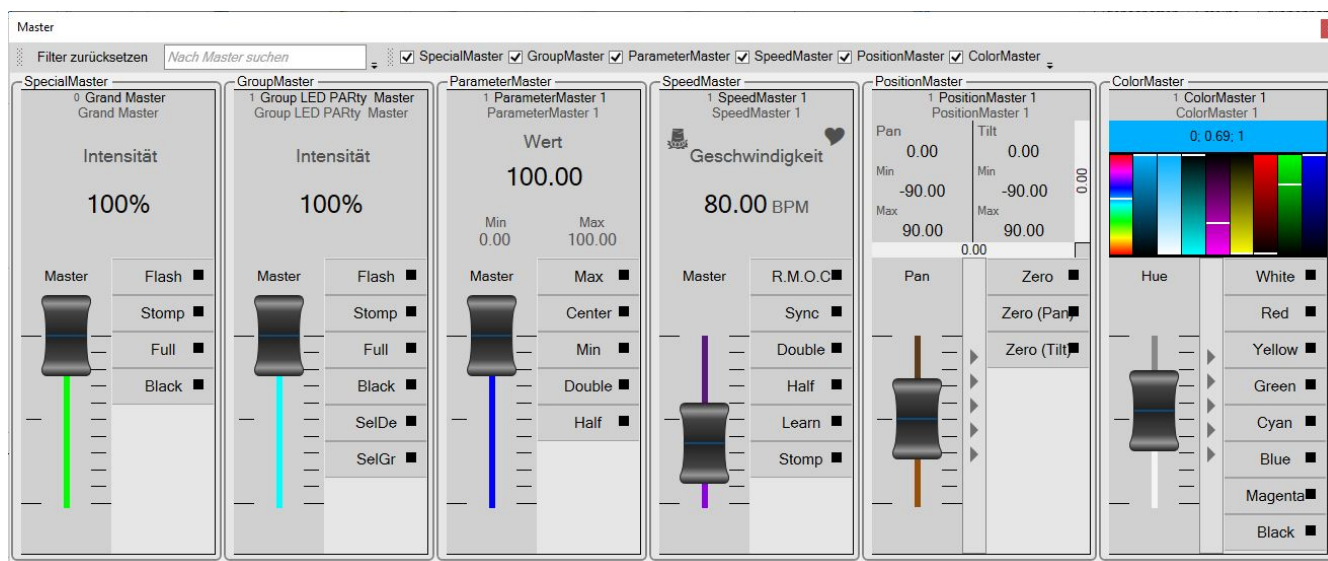 Master
Filter zurücksetzen Nach Master suchen SpecialMaster GroupMaster ParameterMaster SpeedMaster PositionMaster ColorMaster
SpecialMaster
0 Grand Master
Grand Master
Intensität
100%
Master
Flash
Stomp
Full
Black
GroupMaster
1 Group LED PARty Master
Group LED PARty Master
Intensität
100%
Master
Flash
Stomp
Full
Black
SelDe
SelGr
ParameterMaster
1 ParameterMaster 1
ParameterMaster 1
Wert
100.00
Min Max
0.00 100.00
Master
Max
Center
Min
Double
Half
SpeedMaster
1 SpeedMaster 1
SpeedMaster 1
Geschwindigkeit
80.00 BPM
Master
R.M.O.C
Sync
Double
Half
Learn
Stomp
PositionMaster
1 PositionMaster 1
PositionMaster 1
Pan Tilt
0.00 0.00
Min Min
-90.00 -90.00
Max Max
90.00 90.00
0.00
0.00
Pan
Zero
Zero (Pan)
Zero (Tilt)
ColorMaster
1 ColorMaster 1
ColorMaster 1
0; 0.69; 1
Hue
White
Red
Yellow
Green
Cyan
Blue
Magenta
Black